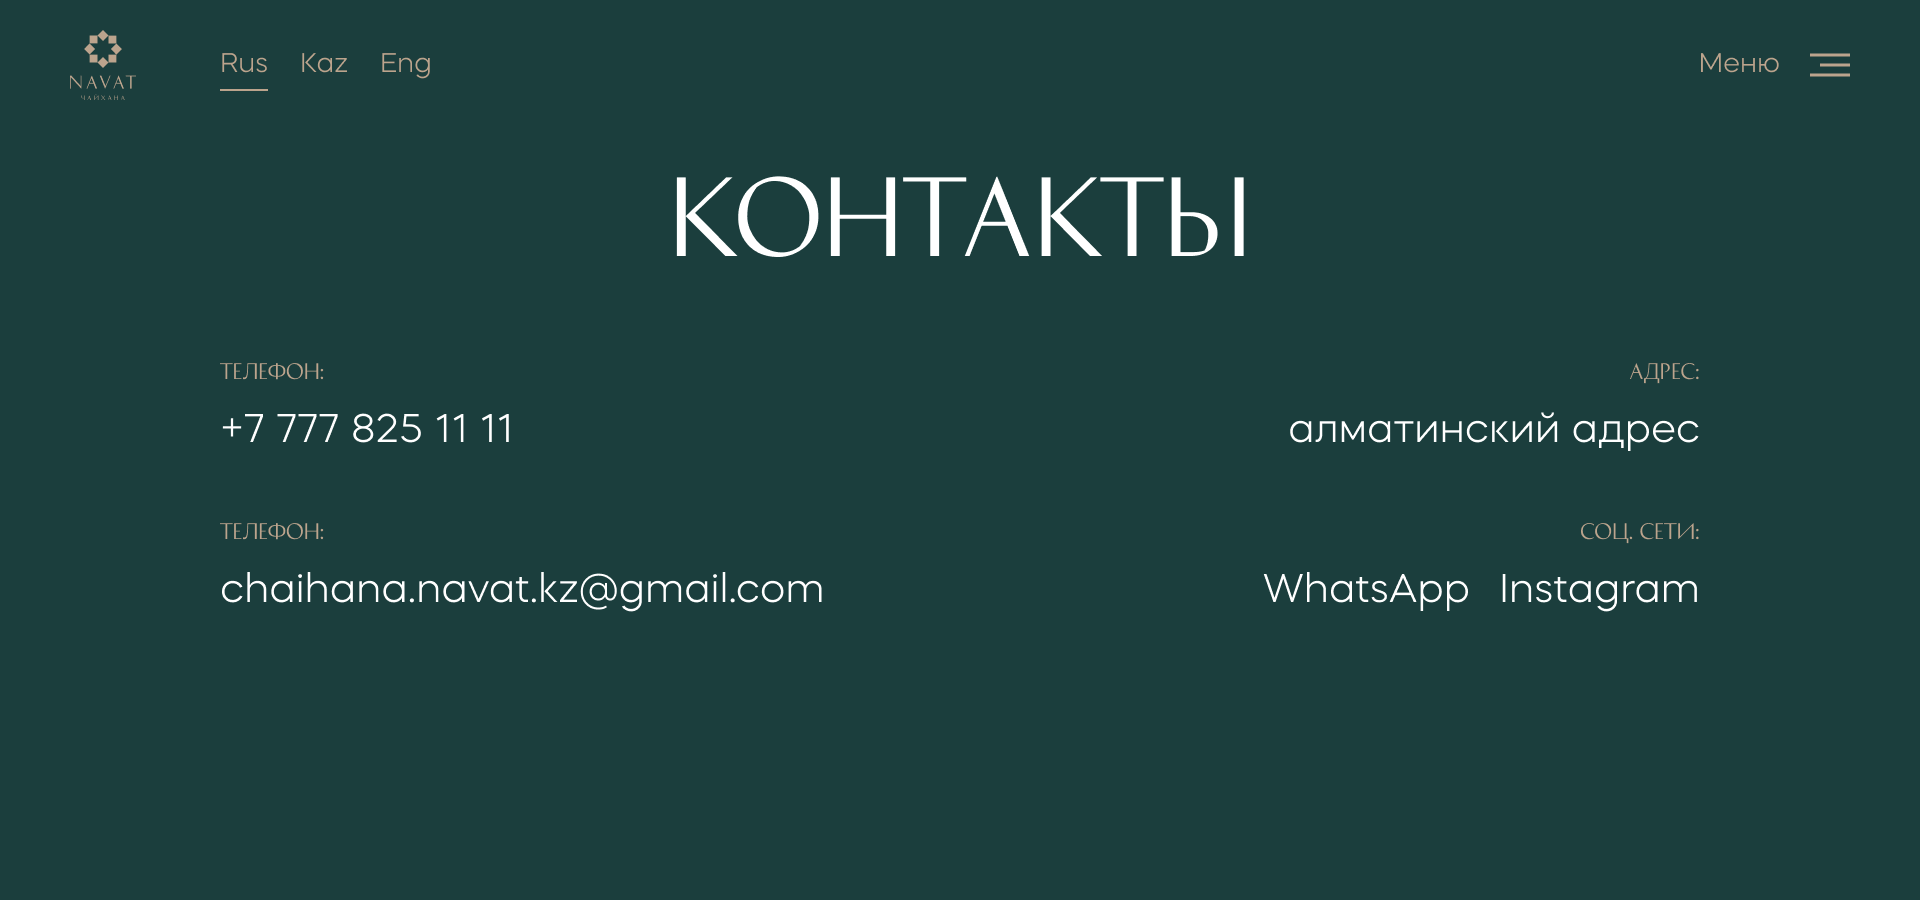 NAVAT
ЧАЙХАНА
Rus Kaz Eng
Меню
КОНТАКТЫ
ТЕЛЕФОН:
+7 777 825 11 11
АДРЕС:
алматинский адрес
ТЕЛЕФОН:
chaihana.navat.kz@gmail.com
СОЦ. СЕТИ:
WhatsApp Instagram